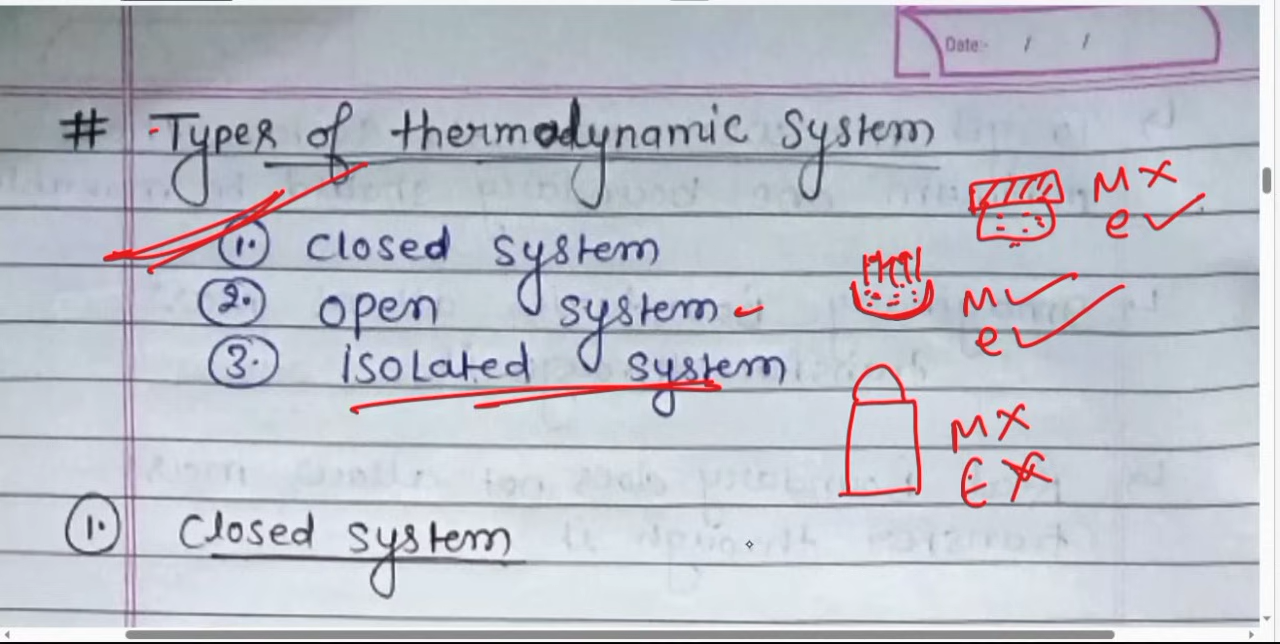 Date:- / /
# Types of thermodynamic System
1. Closed system
M X
e ✓
2. open system
M ✓
e ✓
3. isolated system
M X
E X
1. Closed system